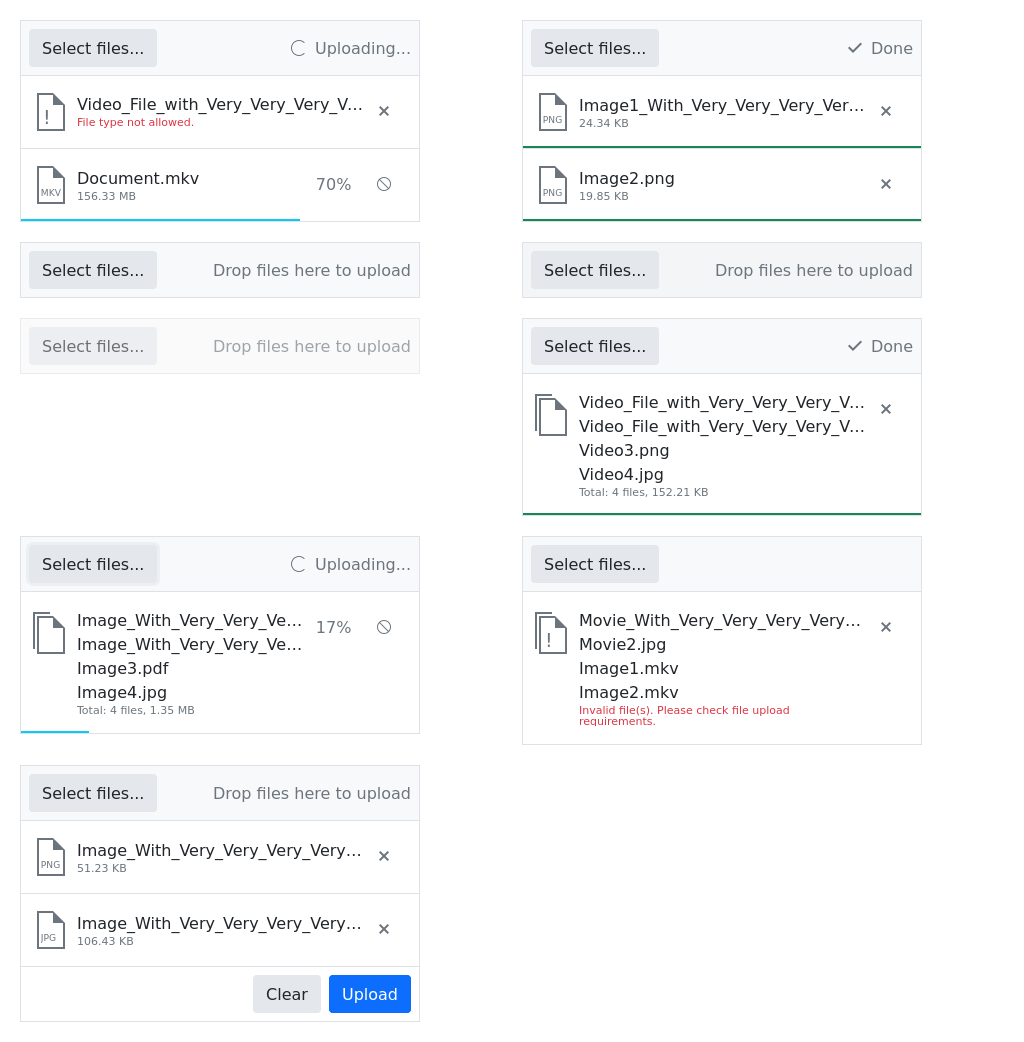 Select files...
Uploading...
!
Video_File_with_Very_Very_Very_V...
File type not allowed.
MKV
Document.mkv
156.33 MB
70%
Select files...
Done
PNG
Image1_With_Very_Very_Very_Ver...
24.34 KB
PNG
Image2.png
19.85 KB
Select files...
Drop files here to upload
Select files...
Drop files here to upload
Select files...
Drop files here to upload
Select files...
Done
Video_File_with_Very_Very_Very_V...
Video_File_with_Very_Very_Very_V...
Video3.png
Video4.jpg
Total: 4 files, 152.21 KB
Select files...
Uploading...
Image_With_Very_Very_Ve...
Image_With_Very_Very_Ve...
Image3.pdf
Image4.jpg
Total: 4 files, 1.35 MB
17%
Select files...
!
Movie_With_Very_Very_Very_Very...
Movie2.jpg
Image1.mkv
Image2.mkv
Invalid file(s). Please check file upload
requirements.
Select files...
Drop files here to upload
PNG
Image_With_Very_Very_Very_Very...
51.23 KB
JPG
Image_With_Very_Very_Very_Very...
106.43 KB
Clear
Upload